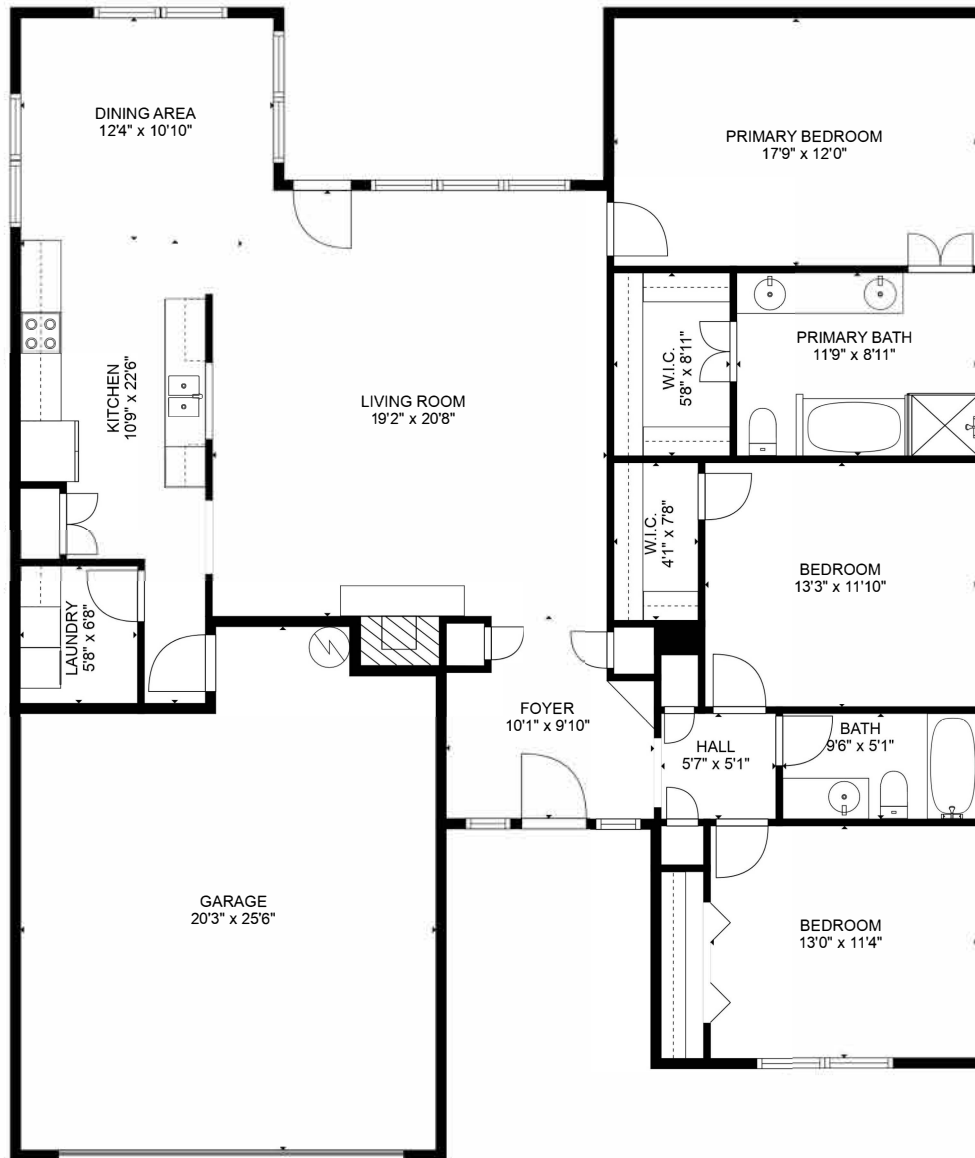 DINING AREA
12'4" x 10'10"
PRIMARY BEDROOM
17'9" x 12'0"
KITCHEN
10'9" x 22'6"
LIVING ROOM
19'2" x 20'8"
W.I.C.
5'8" x 8'11"
PRIMARY BATH
11'9" x 8'11"
W.I.C.
4'1" x 7'8"
BEDROOM
13'3" x 11'10"
LAUNDRY
5'8" x 6'8"
FOYER
10'1" x 9'10"
HALL
5'7" x 5'1"
BATH
9'6" x 5'1"
GARAGE
20'3" x 25'6"
BEDROOM
13'0" x 11'4"